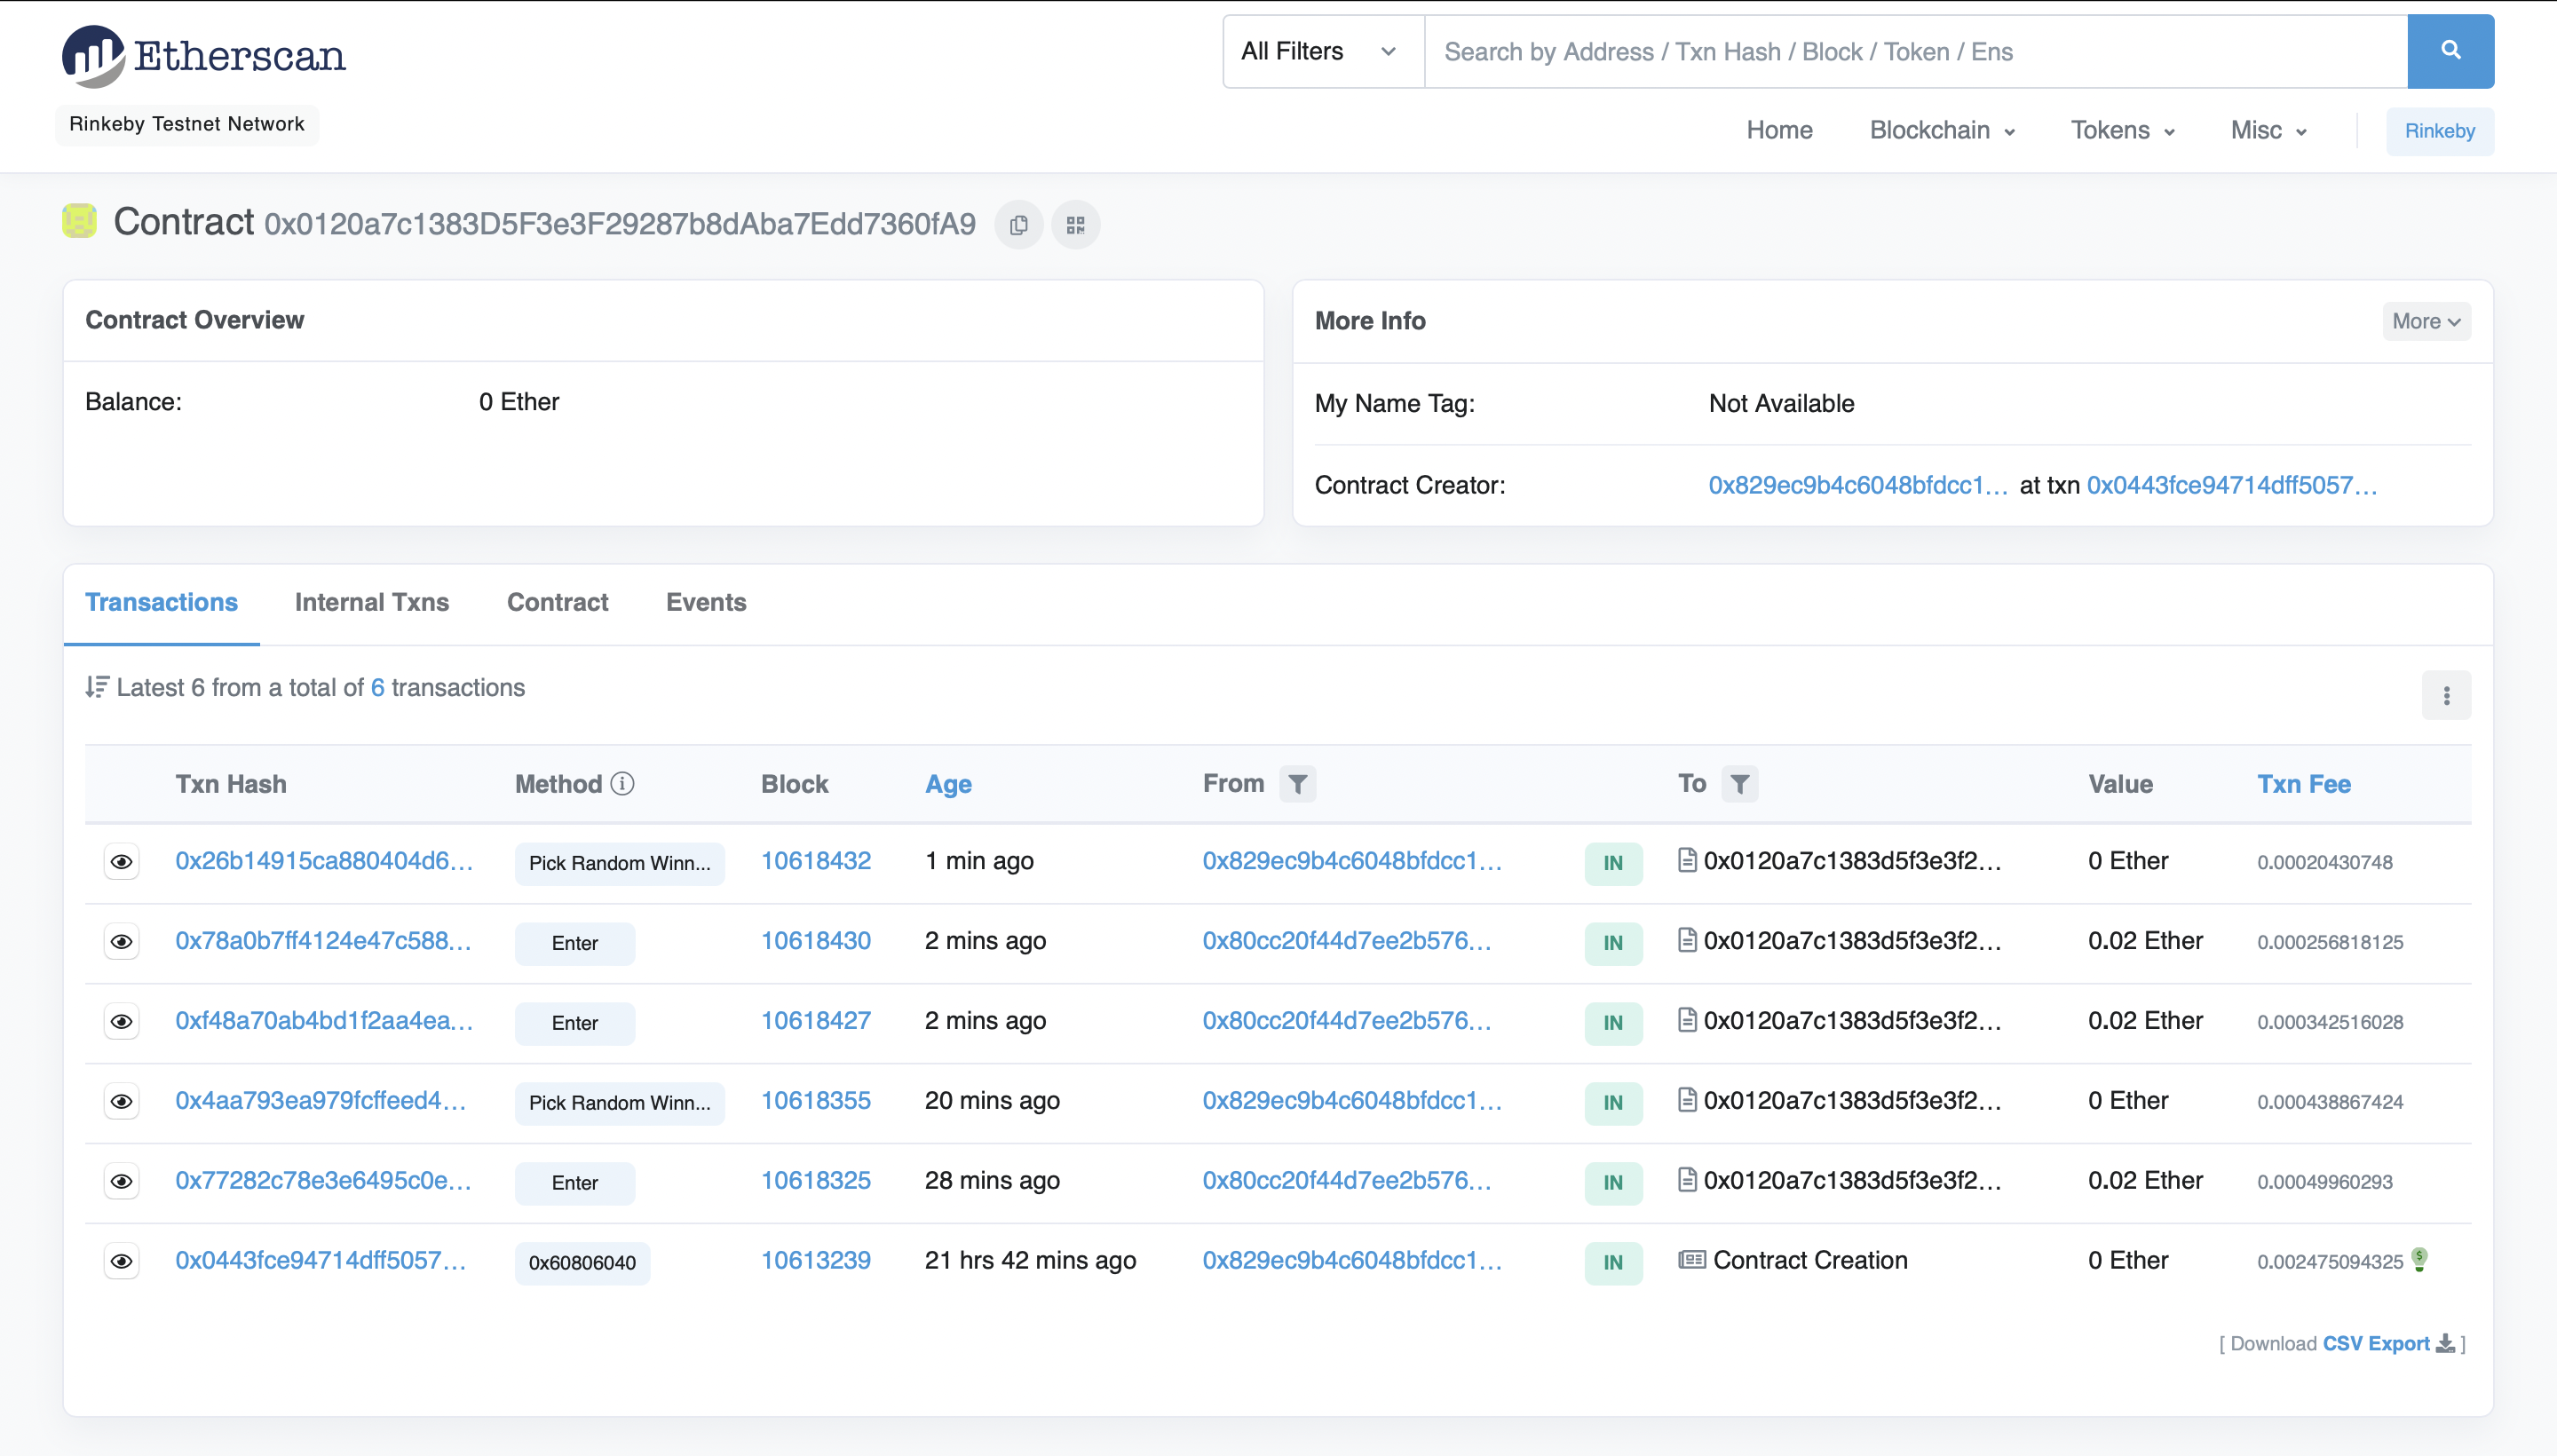 Etherscan
All Filters
Search by Address / Txn Hash / Block / Token / Ens
Rinkeby Testnet Network
Home Blockchain Tokens Misc Rinkeby
Contract 0x0120a7c1383D5F3e3F29287b8dAba7Edd7360fA9
Contract Overview
Balance: 0 Ether
More Info More
My Name Tag: Not Available
Contract Creator: 0x829ec9b4c6048bfdcc1... at txn 0x0443fce94714dff5057...
Transactions Internal Txns Contract Events
Latest 6 from a total of 6 transactions
Txn Hash Method Block Age From To Value Txn Fee
0x26b14915ca880404d6... Pick Random Winn... 10618432 1 min ago 0x829ec9b4c6048bfdcc1... IN 0x0120a7c1383d5f3e3f2... 0 Ether 0.00020430748
0x78a0b7ff4124e47c588... Enter 10618430 2 mins ago 0x80cc20f44d7ee2b576... IN 0x0120a7c1383d5f3e3f2... 0.02 Ether 0.000256818125
0xf48a70ab4bd1f2aa4ea... Enter 10618427 2 mins ago 0x80cc20f44d7ee2b576... IN 0x0120a7c1383d5f3e3f2... 0.02 Ether 0.000342516028
0x4aa793ea979fcffeed4... Pick Random Winn... 10618355 20 mins ago 0x829ec9b4c6048bfdcc1... IN 0x0120a7c1383d5f3e3f2... 0 Ether 0.000438867424
0x77282c78e3e6495c0e... Enter 10618325 28 mins ago 0x80cc20f44d7ee2b576... IN 0x0120a7c1383d5f3e3f2... 0.02 Ether 0.00049960293
0x0443fce94714dff5057... 0x60806040 10613239 21 hrs 42 mins ago 0x829ec9b4c6048bfdcc1... IN Contract Creation 0 Ether 0.002475094325
[ Download CSV Export ]